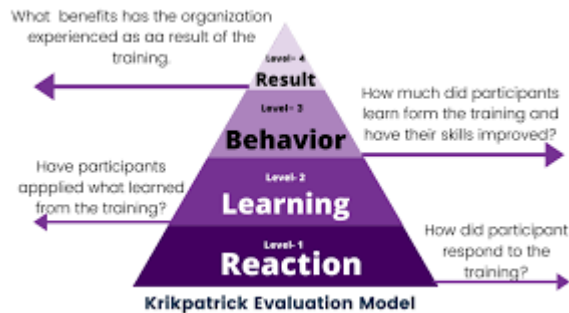 What benefits has the organization
experienced as aa result of the
training.
Level- 4
Result
How much did participants
learn form the training and
have their skills improved?
Level- 3
Behavior
Have participants
appplied what learned
from the training?
Level- 2
Learning
How did participant
respond to the
training?
Level- 1
Reaction
Krikpatrick Evaluation Model